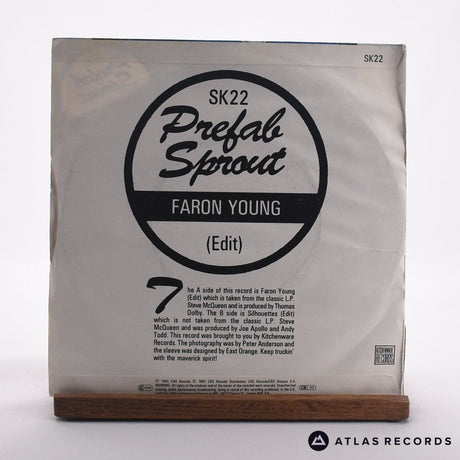 SK22
SK22
Prefab
Sprout
FARON YOUNG
(Edit)
The A side of this record is Faron Young
(Edit) which is taken from the classic L.P.
Steve McQueen and is produced by Thomas
Dolby. The B side is Silhouettes (Edit)
which is not taken from the classic L.P. Steve
McQueen and was produced by Joe Apollo and Andy
Todd. This record was brought to you by Kitchenware
Records. The photography was by Peter Anderson and
the sleeve was designed by East Orange. Keep truckin'
with the maverick spirit!
KITCHENWARE
RECORDS
ATLAS RECORDS